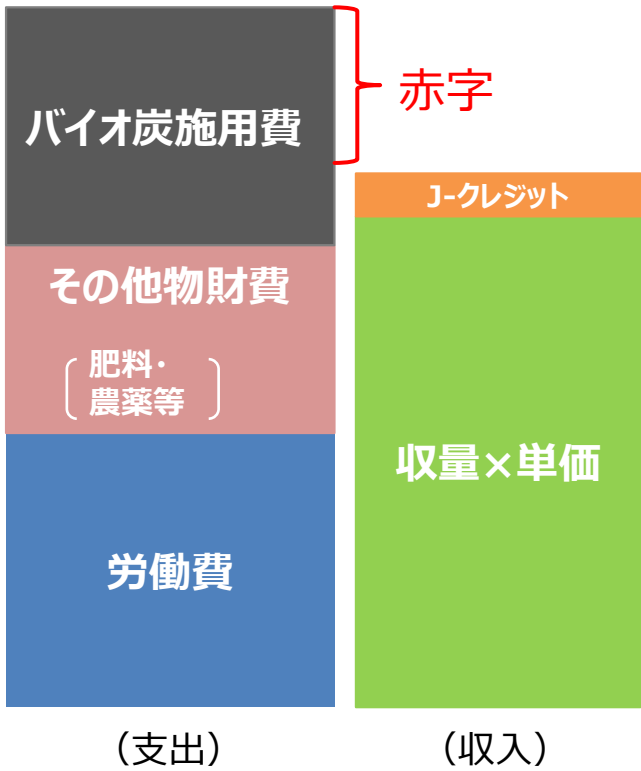 バイオ炭施用費
赤字
J-クレジット
その他物財費
肥料・
農薬等
収量×単価
労働費
（支出）
（収入）